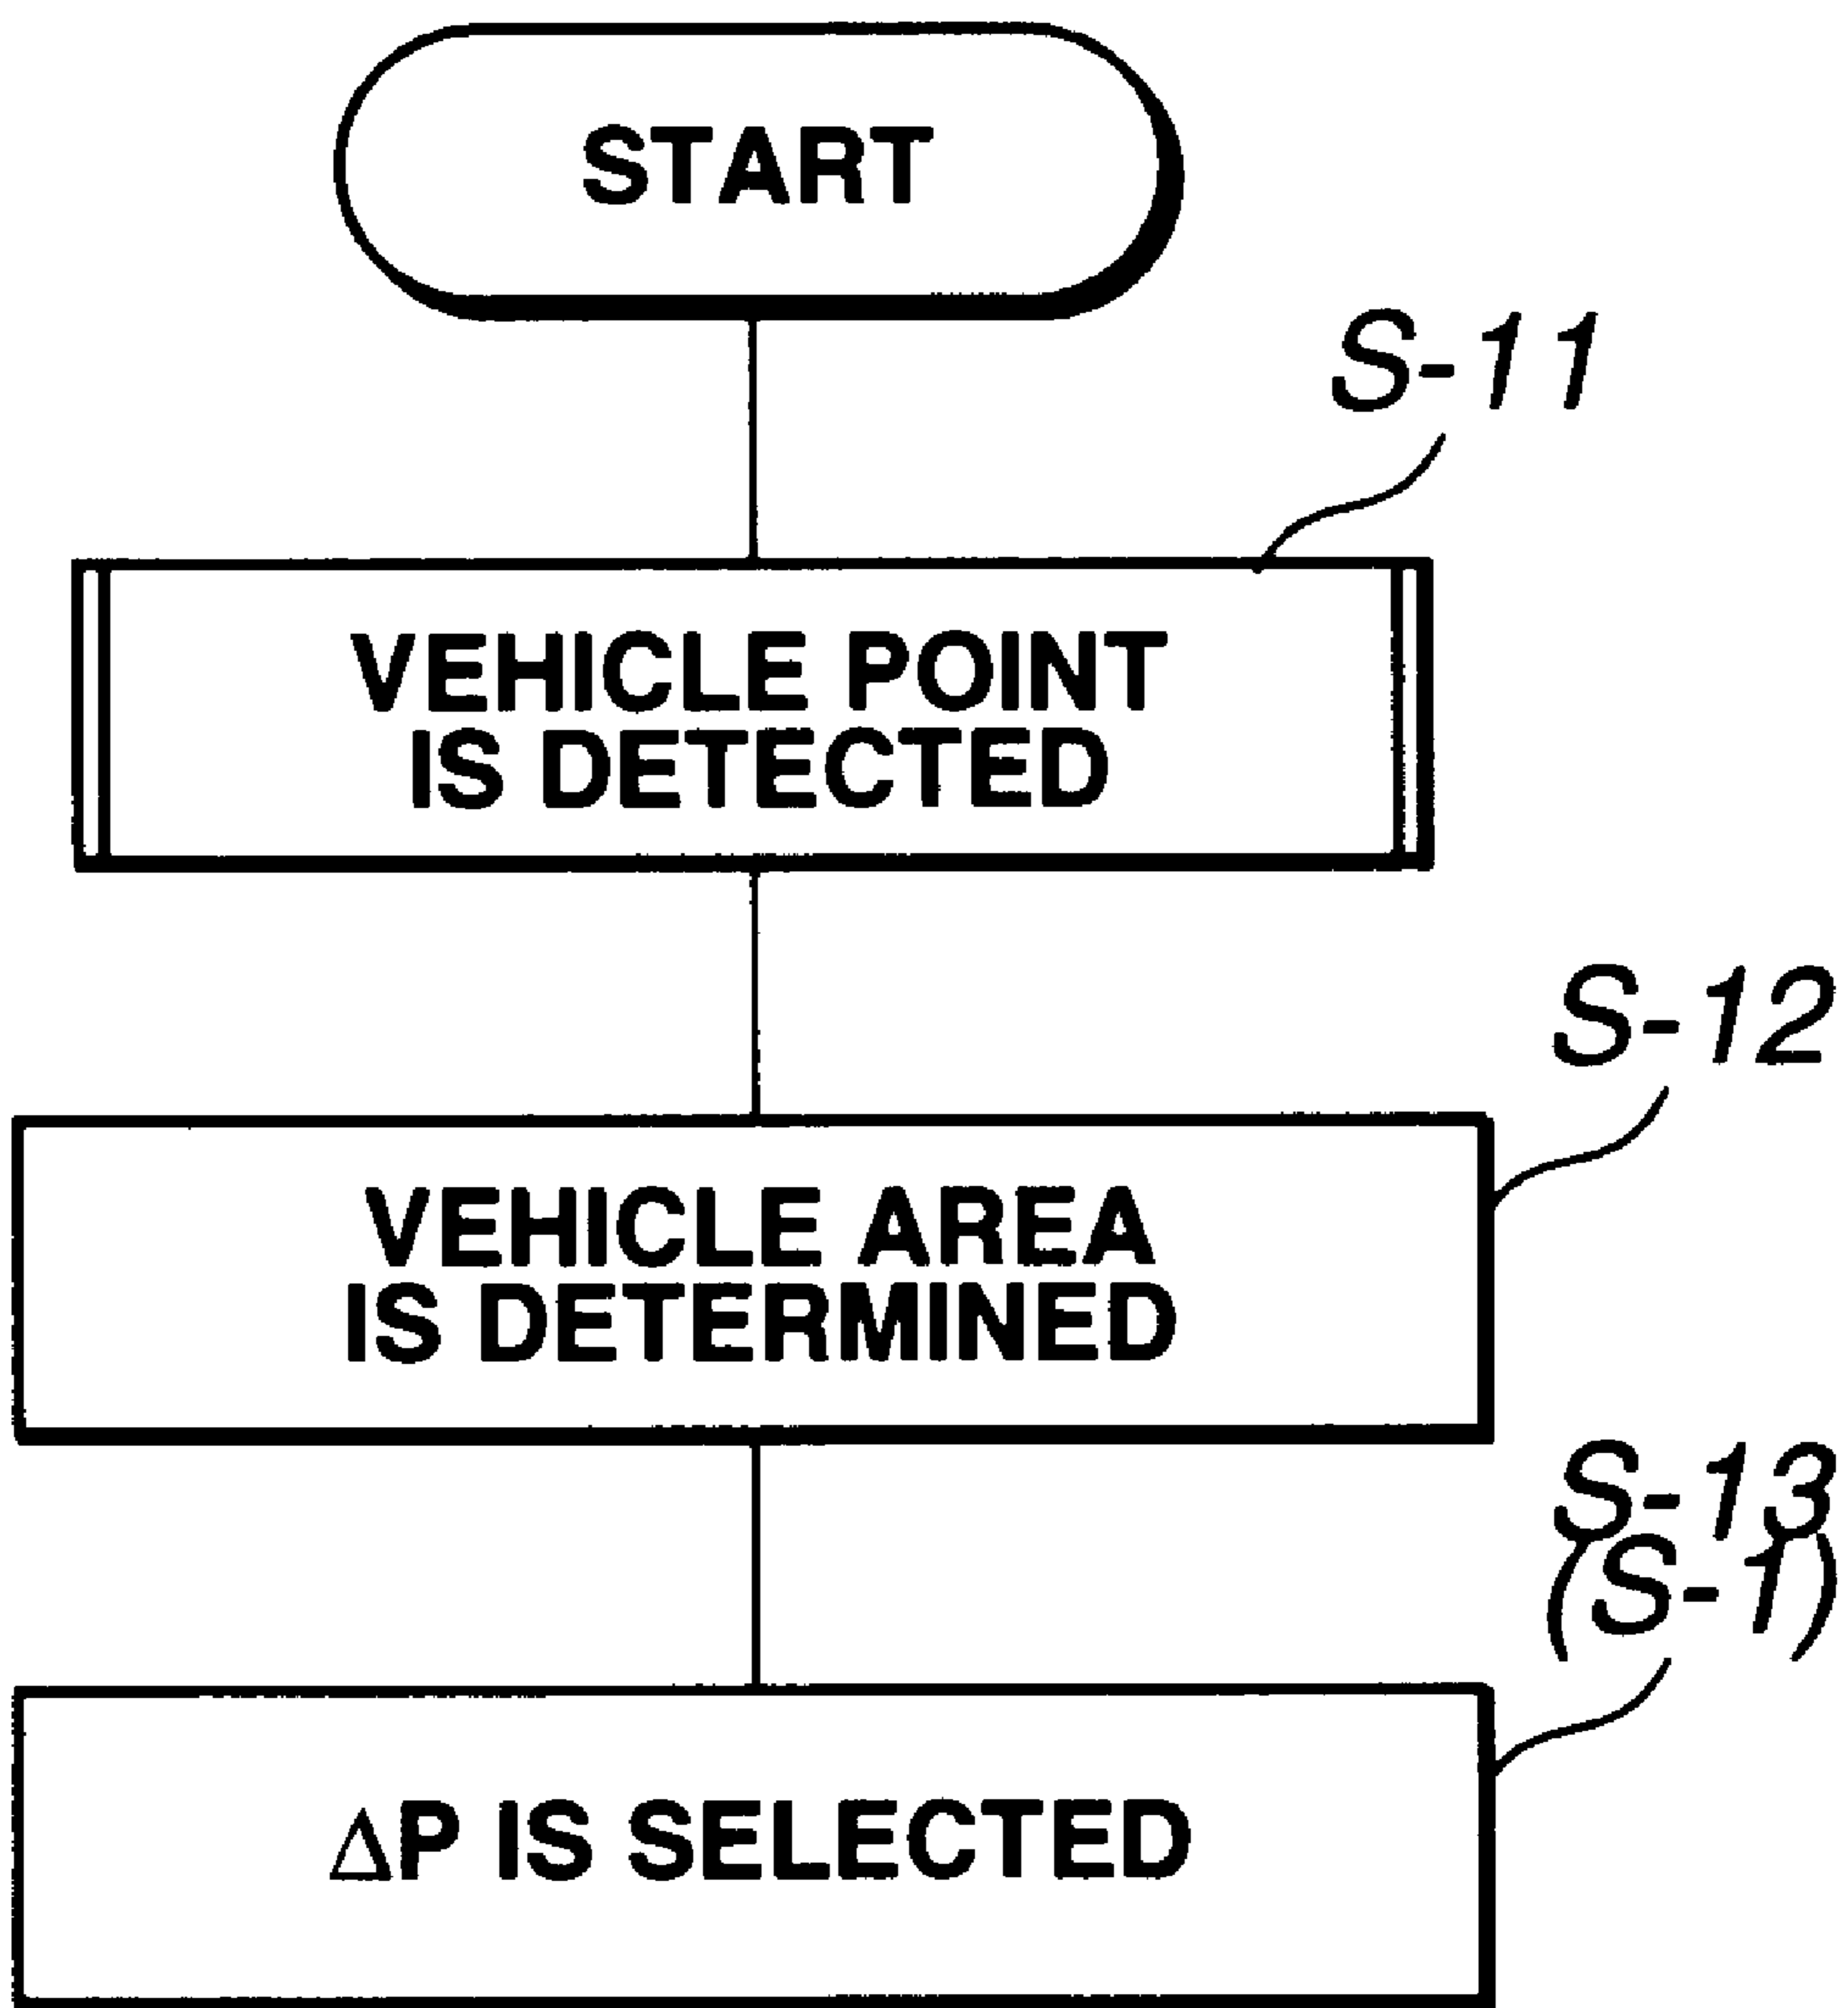 START
S-11
VEHICLE POINT
IS DETECTED
S-12
VEHICLE AREA
IS DETERMINED
S-13
(S-1)
ΔP IS SELECTED